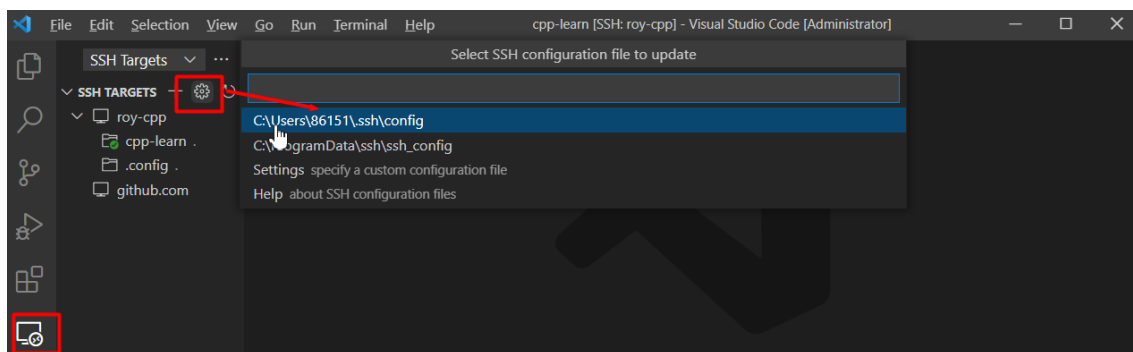 File Edit Selection View Go Run Terminal Help cpp-learn [SSH: roy-cpp] - Visual Studio Code [Administrator]
Select SSH configuration file to update
SSH Targets
SSH TARGETS
roy-cpp
cpp-learn .
.config .
github.com
C:\Users\86151\.ssh\config
C:\ProgramData\ssh\ssh_config
Settings specify a custom configuration file
Help about SSH configuration files